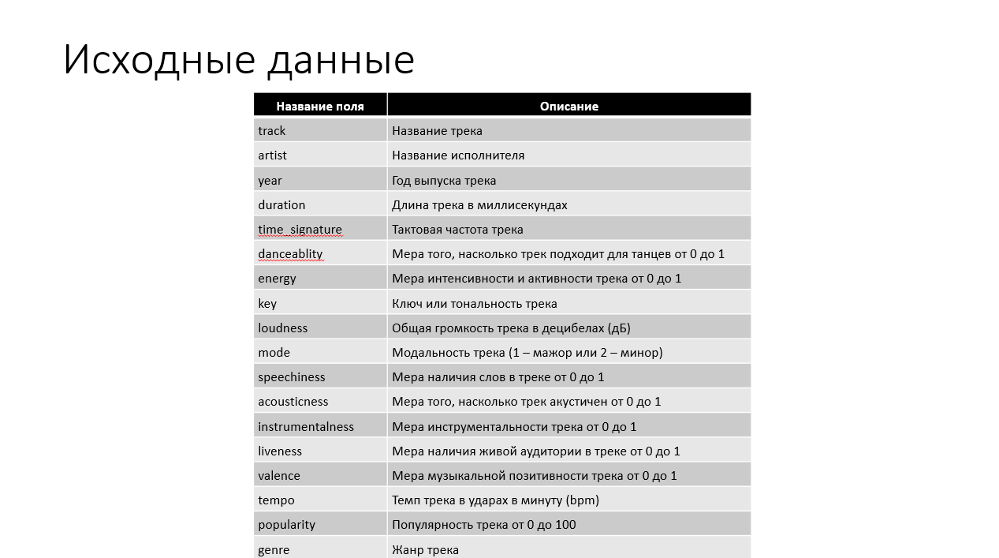 Исходные данные
Название поля Описание
track Название трека
artist Название исполнителя
year Год выпуска трека
duration Длина трека в миллисекундах
time_signature Тактовая частота трека
danceablity Мера того, насколько трек подходит для танцев от 0 до 1
energy Мера интенсивности и активности трека от 0 до 1
key Ключ или тональность трека
loudness Общая громкость трека в децибелах (дБ)
mode Модальность трека (1 – мажор или 2 – минор)
speechiness Мера наличия слов в треке от 0 до 1
acousticness Мера того, насколько трек акустичен от 0 до 1
instrumentalness Мера инструментальности трека от 0 до 1
liveness Мера наличия живой аудитории в треке от 0 до 1
valence Мера музыкальной позитивности трека от 0 до 1
tempo Темп трека в ударах в минуту (bpm)
popularity Популярность трека от 0 до 100
genre Жанр трека